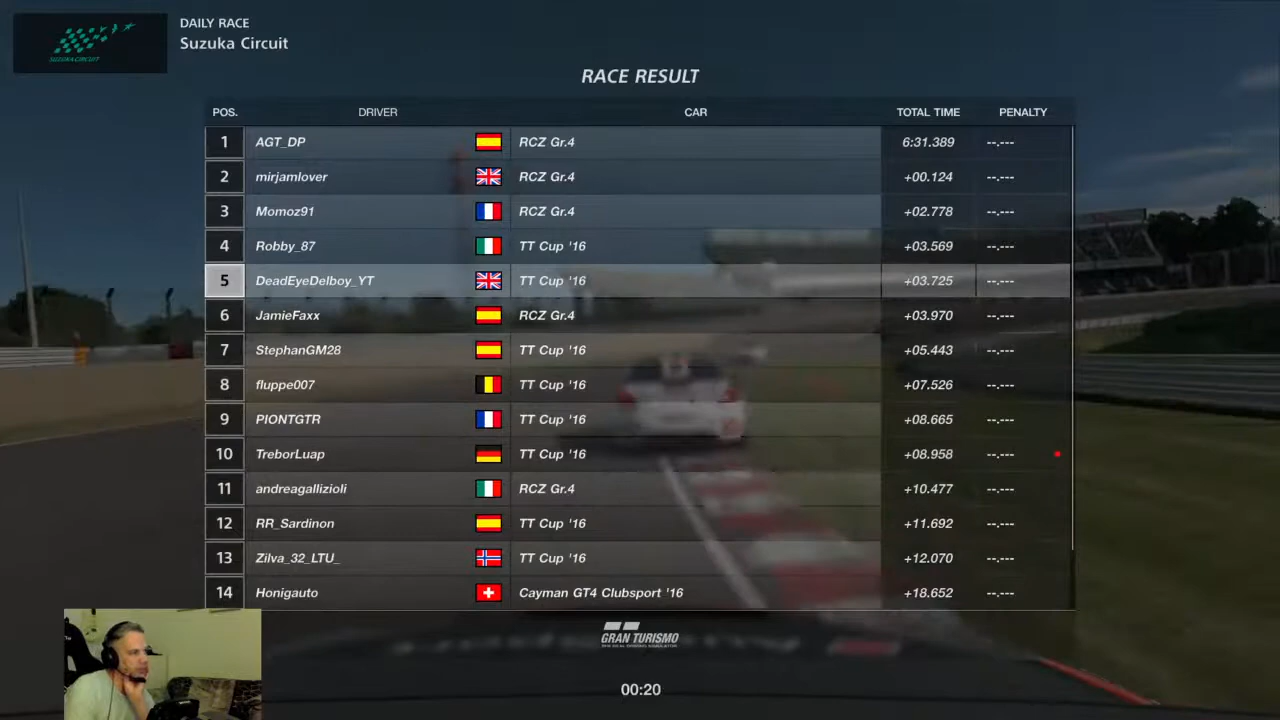 DAILY RACE
Suzuka Circuit
SUZUKA CIRCUIT
RACE RESULT
POS. DRIVER CAR TOTAL TIME PENALTY
1 AGT_DP RCZ Gr.4 6:31.389 --.---
2 mirjamlover RCZ Gr.4 +00.124 --.---
3 Momoz91 RCZ Gr.4 +02.778 --.---
4 Robby_87 TT Cup '16 +03.569 --.---
5 DeadEyeDelboy_YT TT Cup '16 +03.725 --.---
6 JamieFaxx RCZ Gr.4 +03.970 --.---
7 StephanGM28 TT Cup '16 +05.443 --.---
8 fluppe007 TT Cup '16 +07.526 --.---
9 PIONTGTR TT Cup '16 +08.665 --.---
10 TreborLuap TT Cup '16 +08.958 --.---
11 andreagallizioli RCZ Gr.4 +10.477 --.---
12 RR_Sardinon TT Cup '16 +11.692 --.---
13 Zilva_32_LTU_ TT Cup '16 +12.070 --.---
14 Honigauto Cayman GT4 Clubsport '16 +18.652 --.---
GRAN TURISMO
THE REAL DRIVING SIMULATOR
00:20